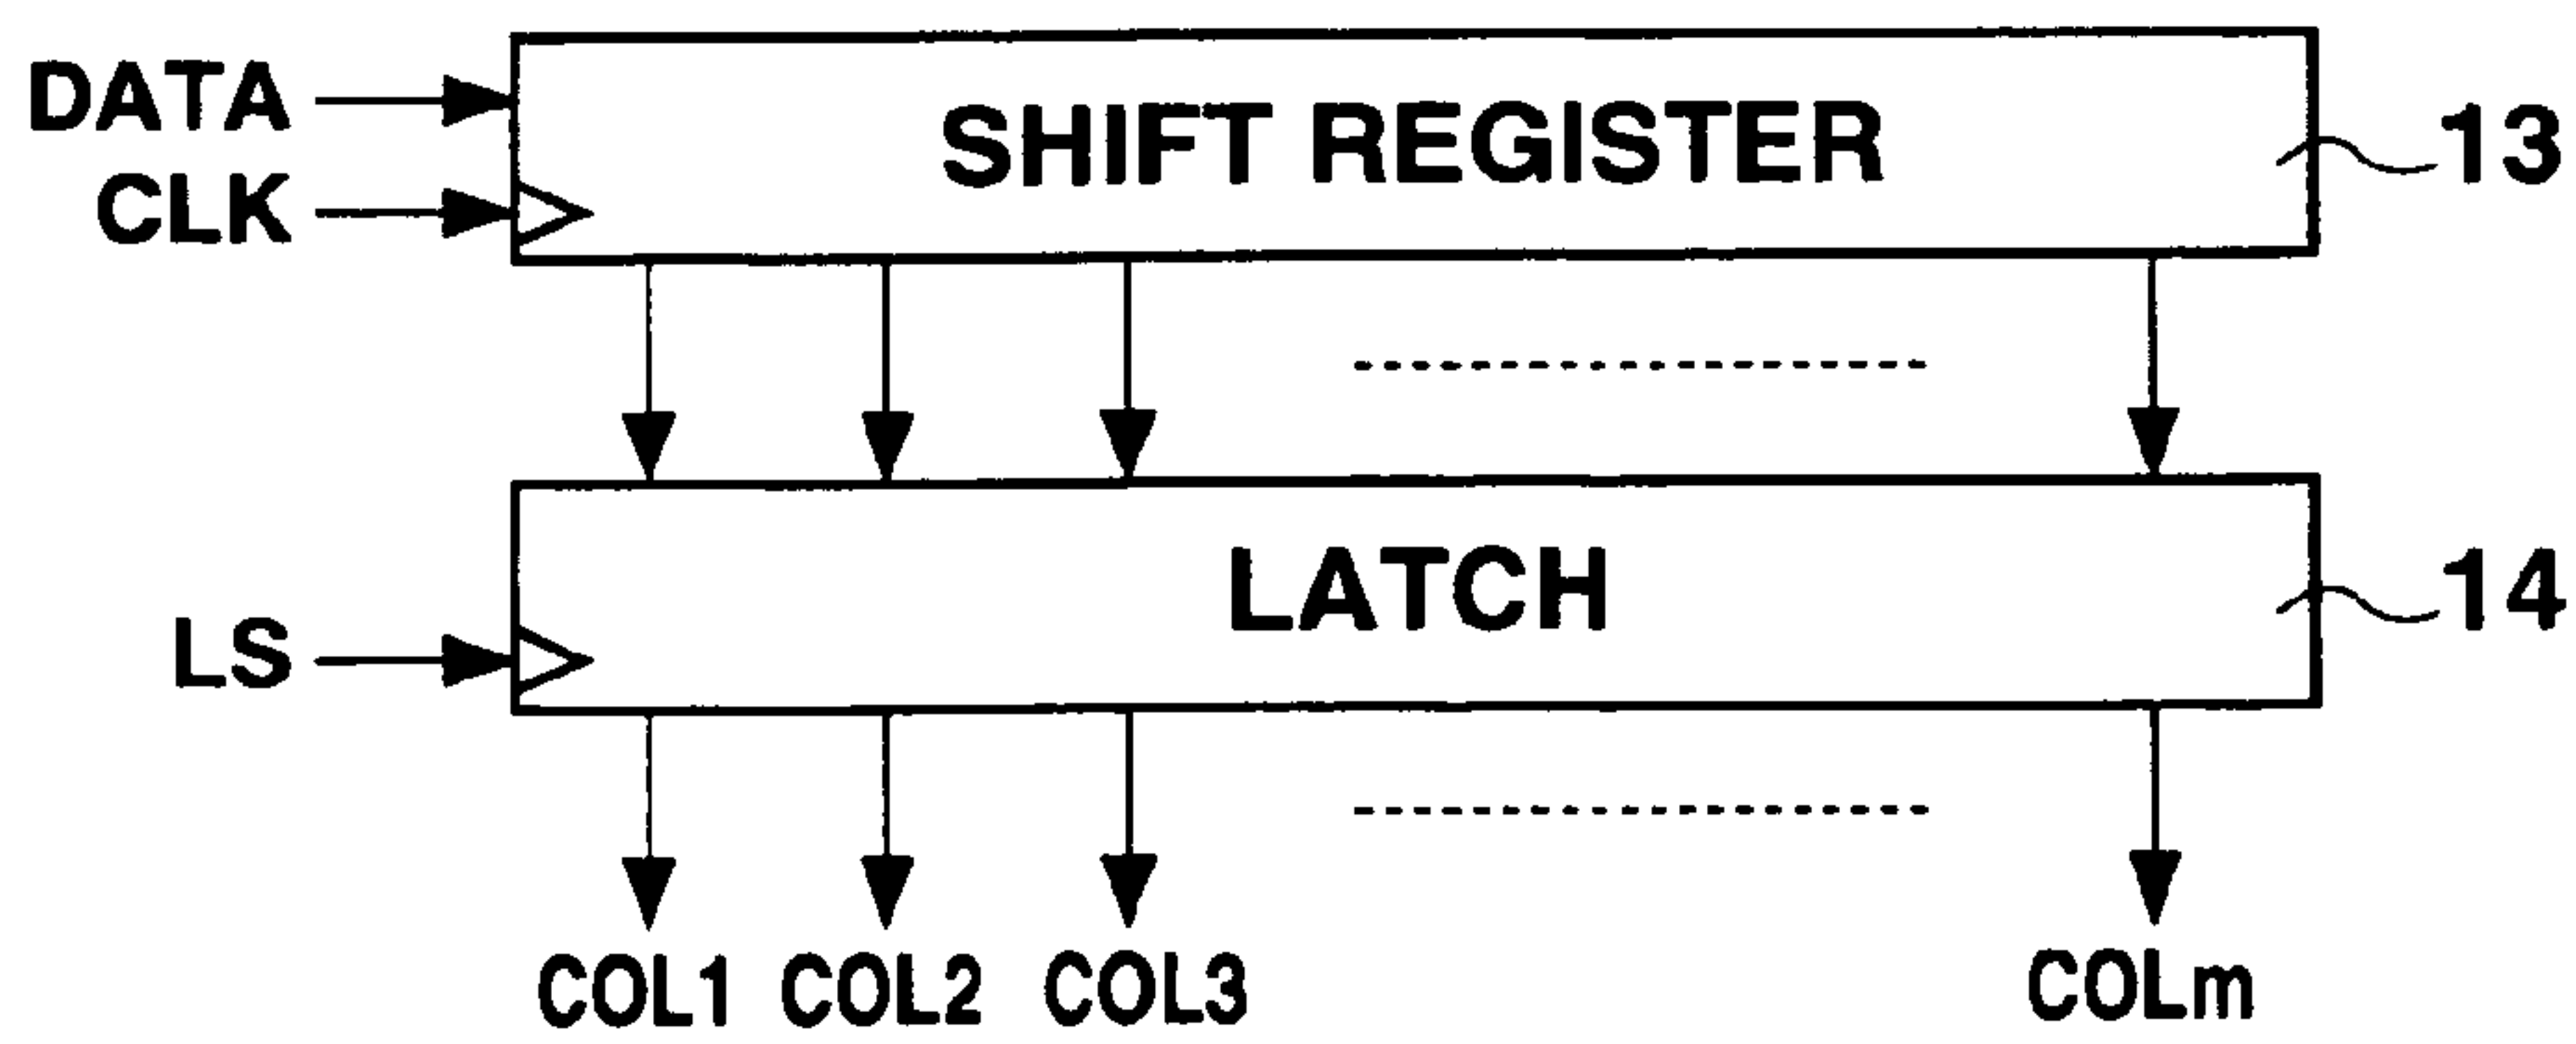 DATA
SHIFT REGISTER
13
CLK
LATCH
14
LS
COL1 COL2 COL3 COLm